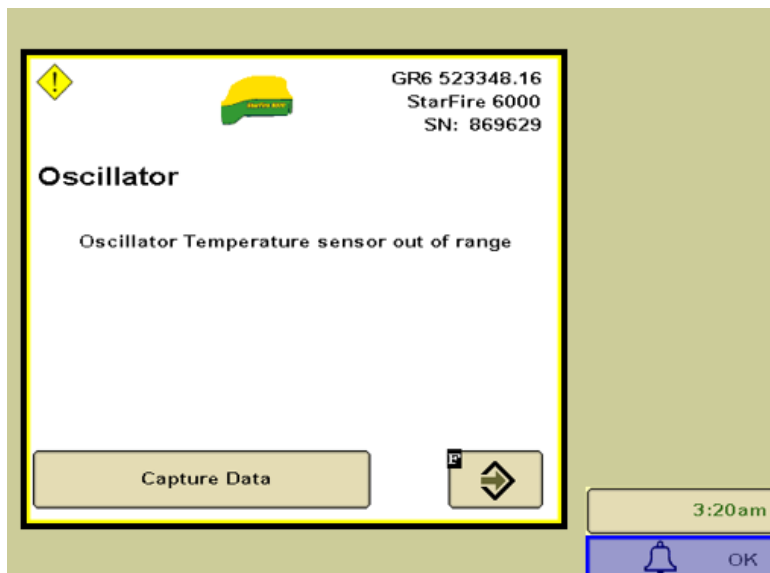 GR6 523348.16
StarFire 6000
SN: 869629
Oscillator
Oscillator Temperature sensor out of range
Capture Data
F
3:20am
OK